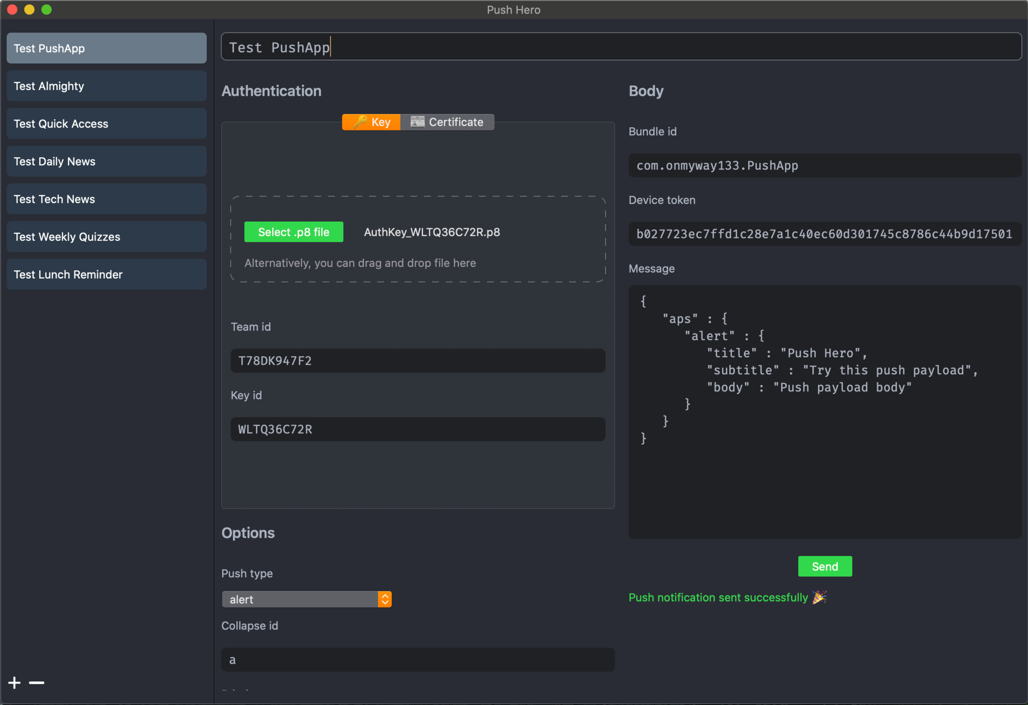 Push Hero
Test PushApp
Test Almighty
Test Quick Access
Test Daily News
Test Tech News
Test Weekly Quizzes
Test Lunch Reminder
Test PushApp
Authentication
Key
Certificate
Select .p8 file
AuthKey_WLTQ36C72R.p8
Alternatively, you can drag and drop file here
Team id
T78DK947F2
Key id
WLTQ36C72R
Options
Push type
alert
Collapse id
a
Body
Bundle id
com.onmyway133.PushApp
Device token
b027723ec7ffd1c28e7a1c40ec60d301745c8786c44b9d17501
Message
{
"aps" : {
"alert" : {
"title" : "Push Hero",
"subtitle" : "Try this push payload",
"body" : "Push payload body"
}
}
}
Send
Push notification sent successfully 🎉